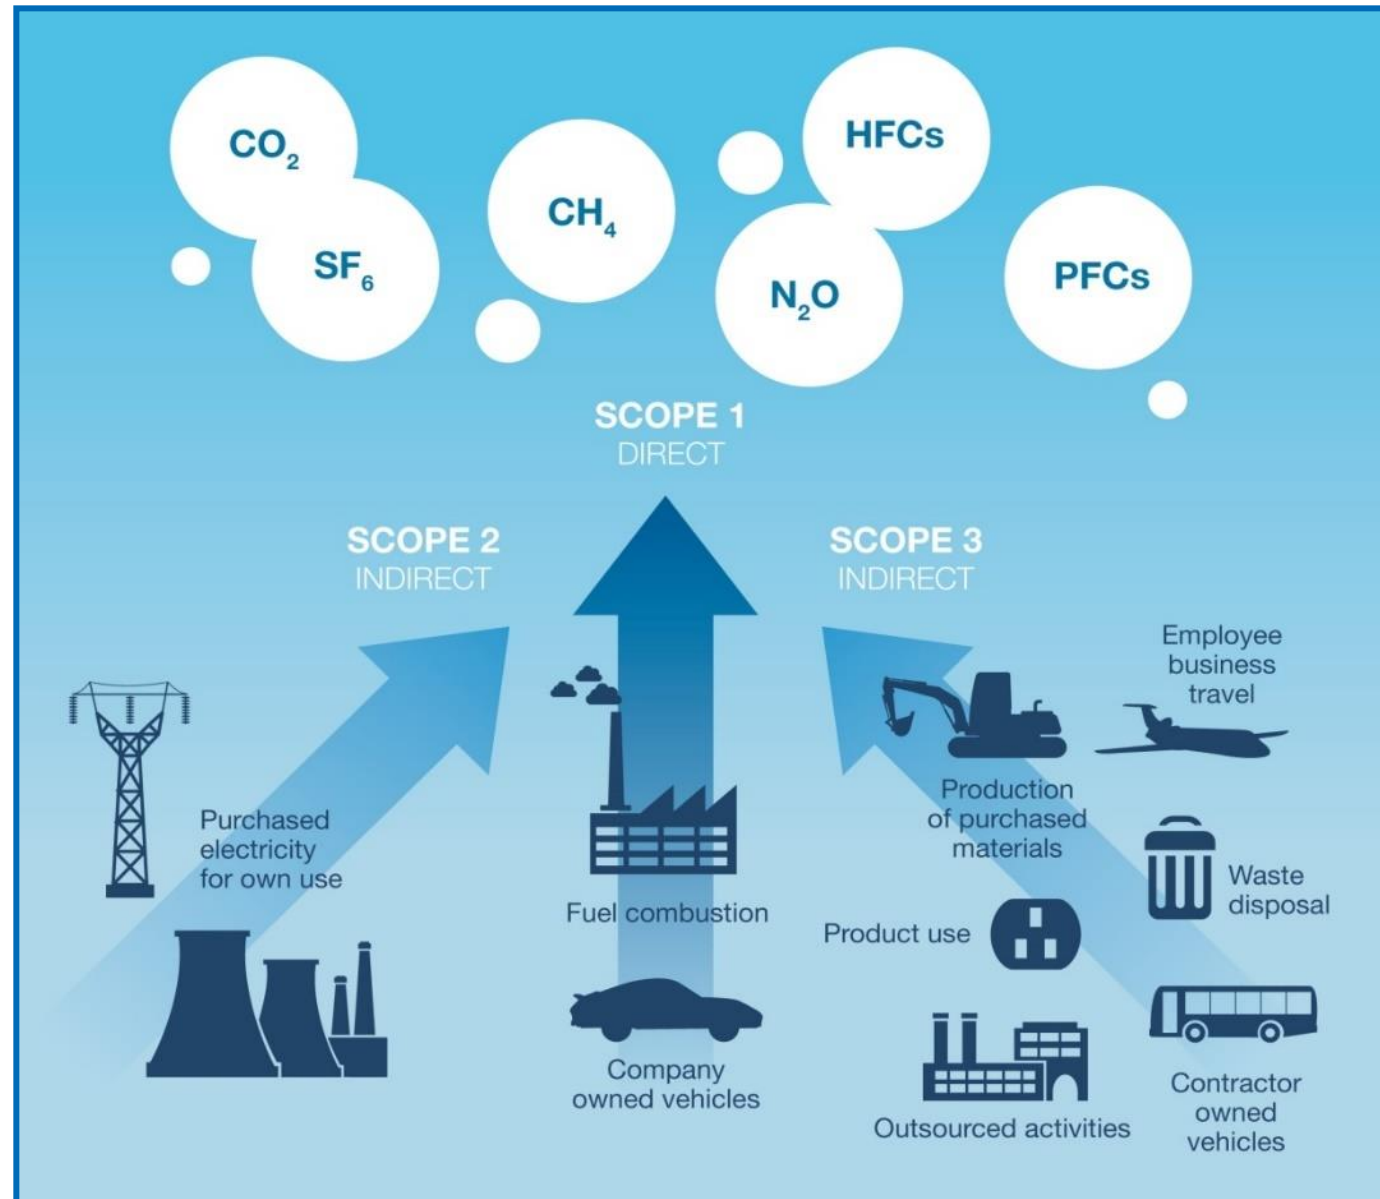 CO₂
SF₆
CH₄
HFCs
N₂O
PFCs
SCOPE 1
DIRECT
SCOPE 2
INDIRECT
SCOPE 3
INDIRECT
Purchased
electricity
for own use
Fuel combustion
Company
owned vehicles
Employee
business
travel
Production
of purchased
materials
Waste
disposal
Product use
Outsourced activities
Contractor
owned
vehicles